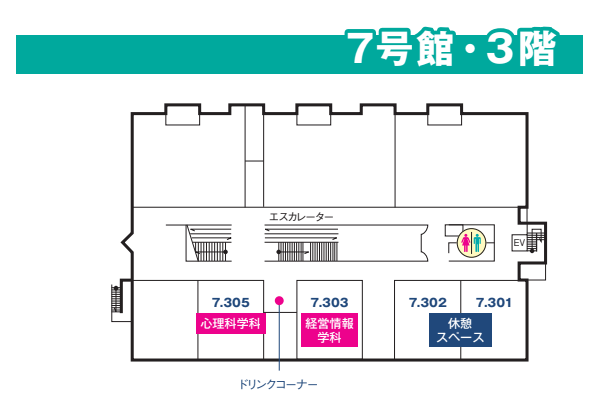 7号館・3階
エスカレーター
EV
7.305
7.303
7.302
7.301
心理科学科
経営情報
学科
休憩
スペース
ドリンクコーナー